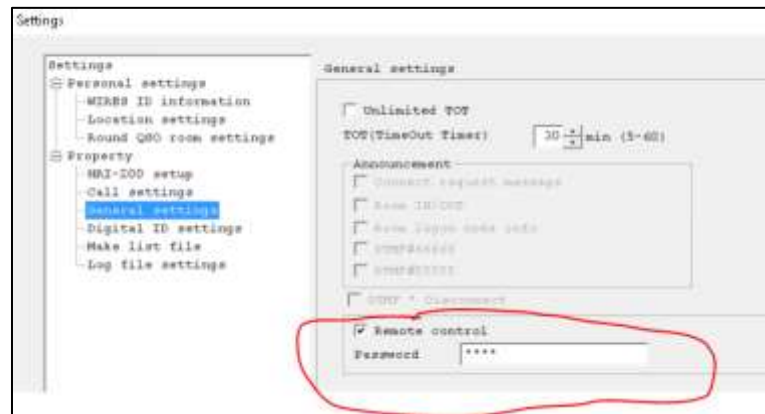 Settings
Settings
Personal settings
WIRES ID information
Location settings
Round QSO room settings
Property
HRI-200 setup
Call settings
General settings
Digital ID settings
Make list file
Log file settings
General settings
Unlimited TOT
TOT(TimeOut Timer) 30 min (5-60)
Announcement
Connect request message
Room IN/OUT
Room logon node info
DTMF * Disconnect
Remote control
Password ****